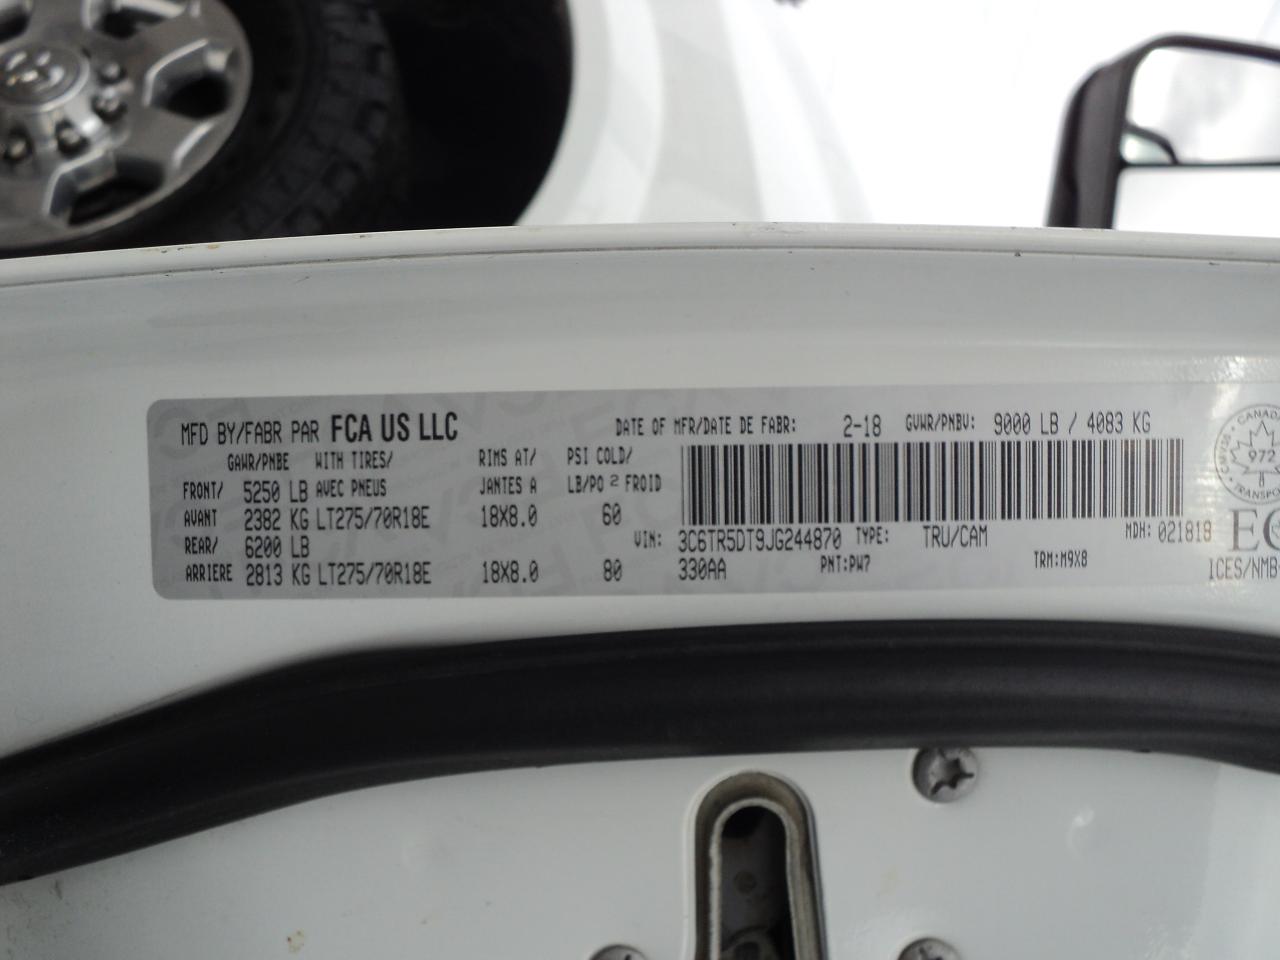 MFD BY/FABR PAR FCA US LLC DATE OF MFR/DATE DE FABR: 2-18 GVWR/PNBV: 9000 LB / 4083 KG
GAWR/PNBE WITH TIRES/ RIMS AT/ PSI COLD/
FRONT/ 5250 LB AVEC PNEUS JANTES A LB/PO² FROID
AVANT 2382 KG LT275/70R18E 18X8.0 60
REAR/ 6200 LB
VIN: 3C6TR5DT9JG244870 TYPE: TRU/CAM MDH: 021818
ARRIERE 2813 KG LT275/70R18E 18X8.0 80 330AA PNT:PW7 TRM:M9X8
CANADA
972
TRANSPO
EC
ICES/NMB-